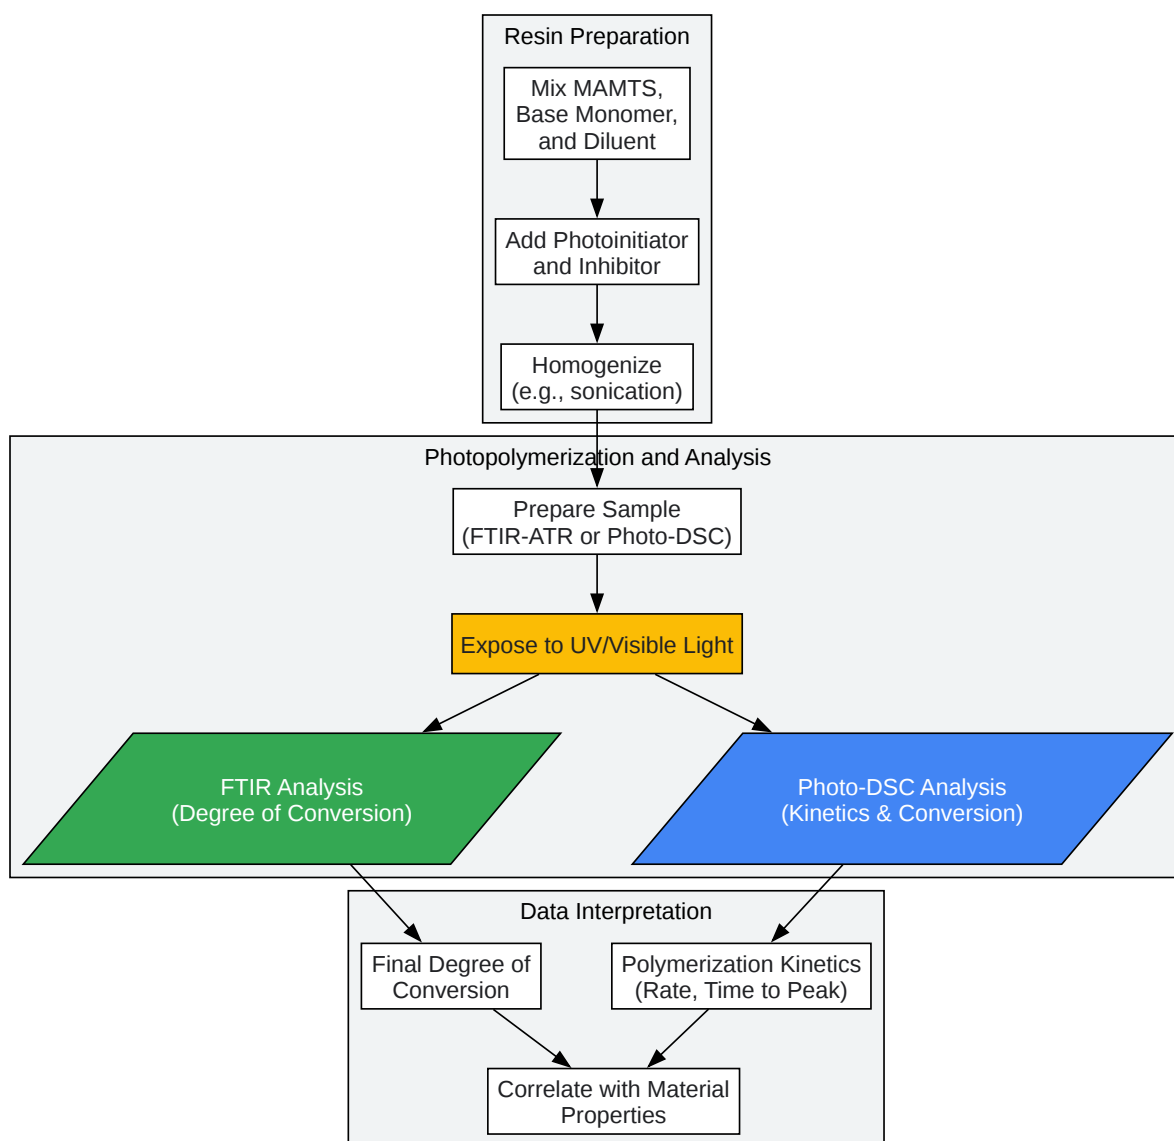 Resin Preparation
Mix MAMTS,
Base Monomer,
and Diluent
Add Photoinitiator
and Inhibitor
Homogenize
(e.g., sonication)
Photopolymerization and Analysis
Prepare Sample
(FTIR-ATR or Photo-DSC)
Expose to UV/Visible Light
FTIR Analysis
(Degree of Conversion)
Photo-DSC Analysis
(Kinetics & Conversion)
Data Interpretation
Final Degree of
Conversion
Polymerization Kinetics
(Rate, Time to Peak)
Correlate with Material
Properties